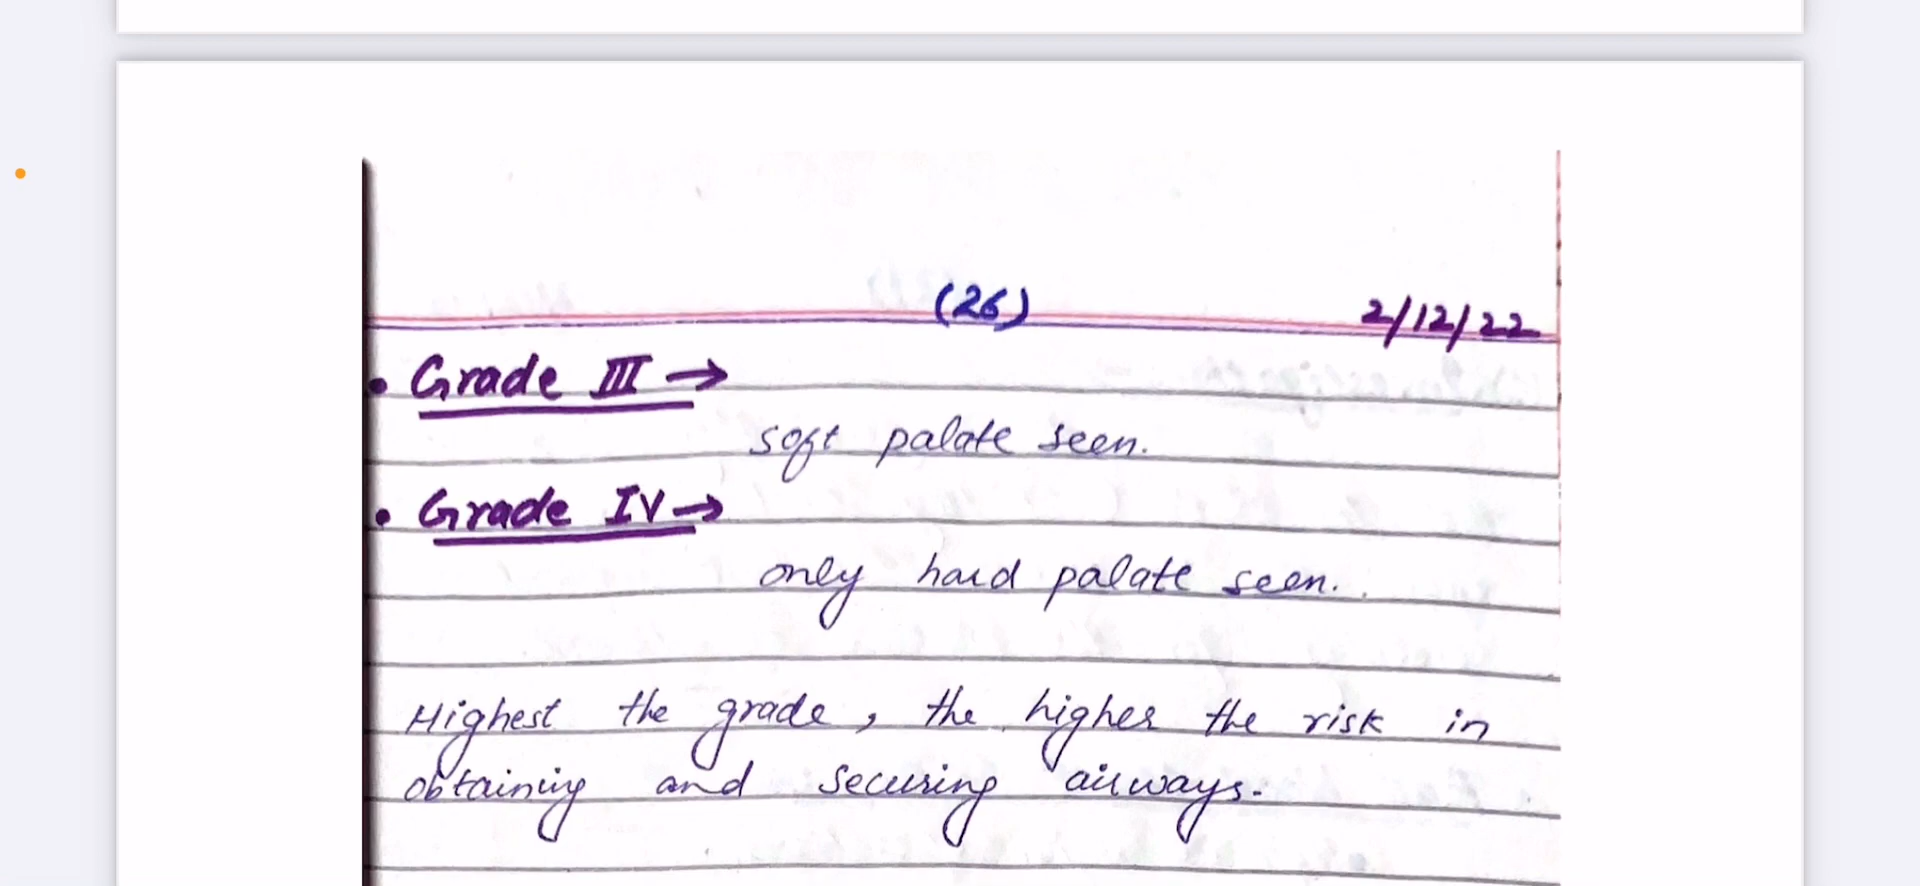 (26)
2/12/22
• Grade III →
soft palate seen.
• Grade IV →
only hard palate seen.
Highest the grade, the higher the risk in
obtaining and securing airways.